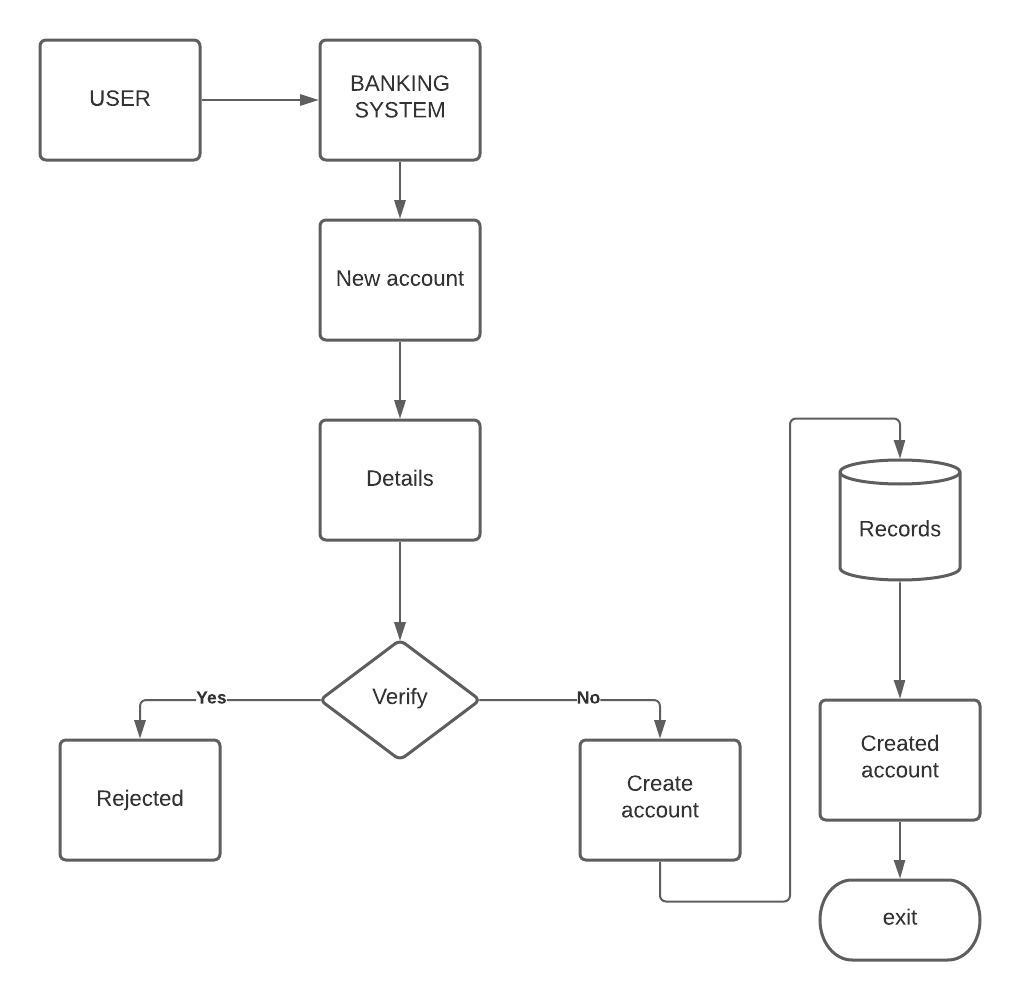 USER
BANKING
SYSTEM
New account
Details
Records
Verify
Yes
No
Rejected
Create
account
Created
account
exit